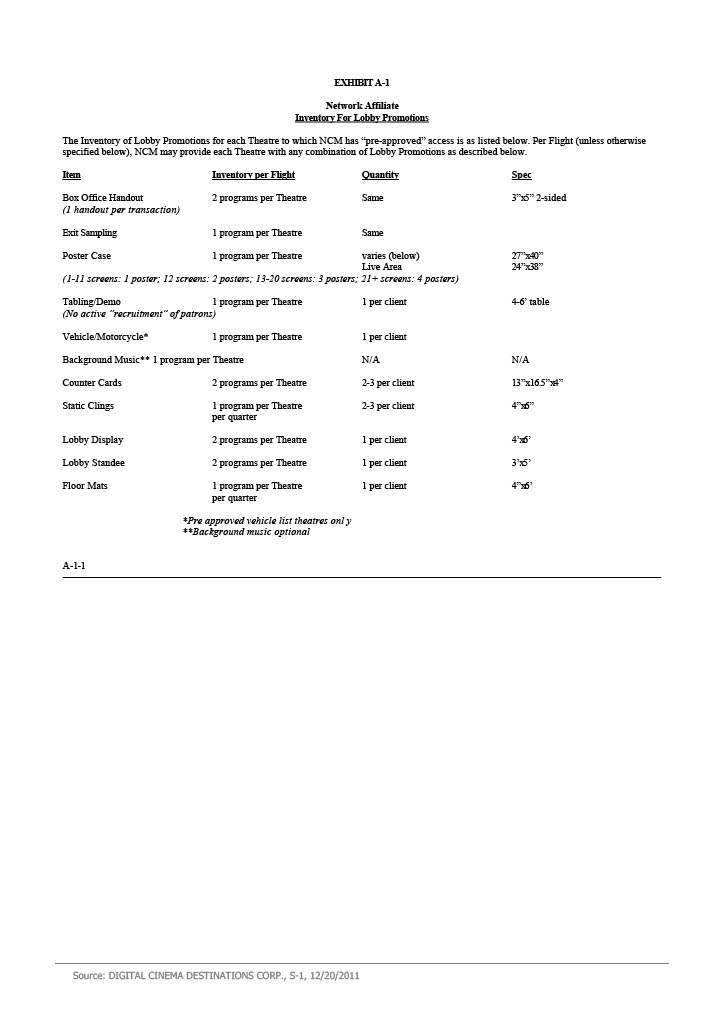 EXHIBIT A-1
Network Affiliate
Inventory For Lobby Promotions
The Inventory of Lobby Promotions for each Theatre to which NCM has “pre-approved” access is as listed below. Per Flight (unless otherwise
specified below), NCM may provide each Theatre with any combination of Lobby Promotions as described below.
Item Inventory per Flight Quantity Spec
Box Office Handout 2 programs per Theatre Same 3”x5” 2-sided
(1 handout per transaction)
Exit Sampling 1 program per Theatre Same
Poster Case 1 program per Theatre varies (below) 27”x40”
Live Area 24”x38”
(1-11 screens: 1 poster; 12 screens: 2 posters; 13-20 screens: 3 posters; 21+ screens: 4 posters)
Tabling/Demo 1 program per Theatre 1 per client 4-6’ table
(No active “recruitment” of patrons)
Vehicle/Motorcycle* 1 program per Theatre 1 per client
Background Music** 1 program per Theatre N/A N/A
Counter Cards 2 programs per Theatre 2-3 per client 13”x16.5”x4”
Static Clings 1 program per Theatre 2-3 per client 4”x6”
per quarter
Lobby Display 2 programs per Theatre 1 per client 4’x6’
Lobby Standee 2 programs per Theatre 1 per client 3’x5’
Floor Mats 1 program per Theatre 1 per client 4”x6’
per quarter
*Pre approved vehicle list theatres only
**Background music optional
A-1-1
Source: DIGITAL CINEMA DESTINATIONS CORP., S-1, 12/20/2011